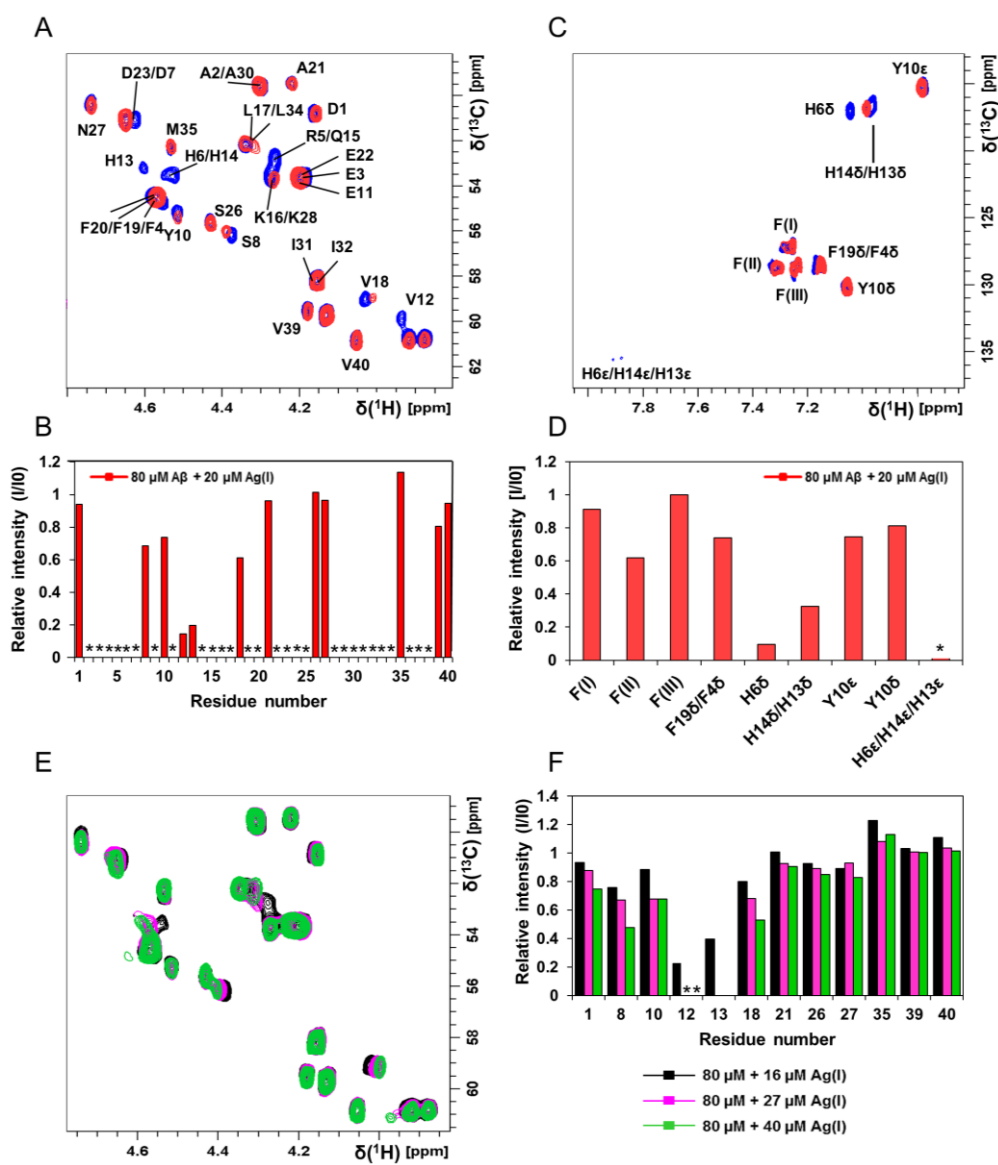 A
D23/D7
A2/A30
A21
L17/L34
D1
N27
M35
R5/Q15
H13
H6/H14
E22
E3
E11
K16/K28
F20/F19/F4
Y10
S26
S8
I31
I32
V18
V12
V39
V40
54
56
58
60
62
δ(¹³C) [ppm]
4.6
4.4
4.2
δ(¹H) [ppm]
C
Y10ε
H6δ
H14δ/H13δ
F(I)
F(II)
F19δ/F4δ
F(III)
Y10δ
H6ε/H14ε/H13ε
130
135
δ(¹³C) [ppm]
7.8
7.6
7.4
7.2
δ(¹H) [ppm]
B
Relative intensity (I/I0)
1.2
1
0.8
0.6
0.4
0.2
0
80 µM Aβ + 20 µM Ag(I)
* * * * * * * * * * * * * * * * * * * * * * * * * * *
1 5 10 15 20 25 30 35 40
Residue number
D
Relative intensity [I/I0]
1.2
1
0.8
0.6
0.4
0.2
0
80 µM Aβ + 20 µM Ag(I)
*
F(I)
F(II)
F(III)
F19δ/F4δ
H6δ
H14δ/H13δ
Y10ε
Y10δ
H6ε/H14ε/H13ε
E
δ(¹³C) [ppm]
54
56
58
60
4.6
4.4
4.2
δ(¹H) [ppm]
F
Relative intensity (I/I0)
1.4
1.2
1
0.8
0.6
0.4
0.2
0
**
1 8 10 12 13 18 21 26 27 35 39 40
Residue number
80 µM + 16 µM Ag(I)
80 µM + 27 µM Ag(I)
80 µM + 40 µM Ag(I)